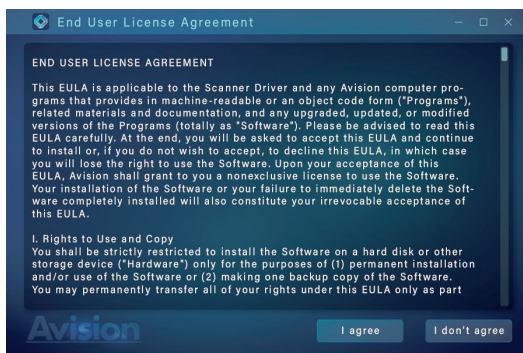 End User License Agreement
END USER LICENSE AGREEMENT
This EULA is applicable to the Scanner Driver and any Avision computer pro-
grams that provides in machine-readable or an object code form ("Programs"),
related materials and documentation, and any upgraded, updated, or modified
versions of the Programs (totally as "Software"). Please be advised to read this
EULA carefully. At the end, you will be asked to accept this EULA and continue
to install or, if you do not wish to accept, to decline this EULA, in which case
you will lose the right to use the Software. Upon your acceptance of this
EULA, Avision shall grant to you a nonexclusive license to use the Software.
Your installation of the Software or your failure to immediately delete the Soft-
ware completely installed will also constitute your irrevocable acceptance of
this EULA.
I. Rights to Use and Copy
You shall be strictly restricted to install the Software on a hard disk or other
storage device ("Hardware") only for the purposes of (1) permanent installation
and/or use of the Software or (2) making one backup copy of the Software.
You may permanently transfer all of your rights under this EULA only as part
Avision
I agree
I don't agree